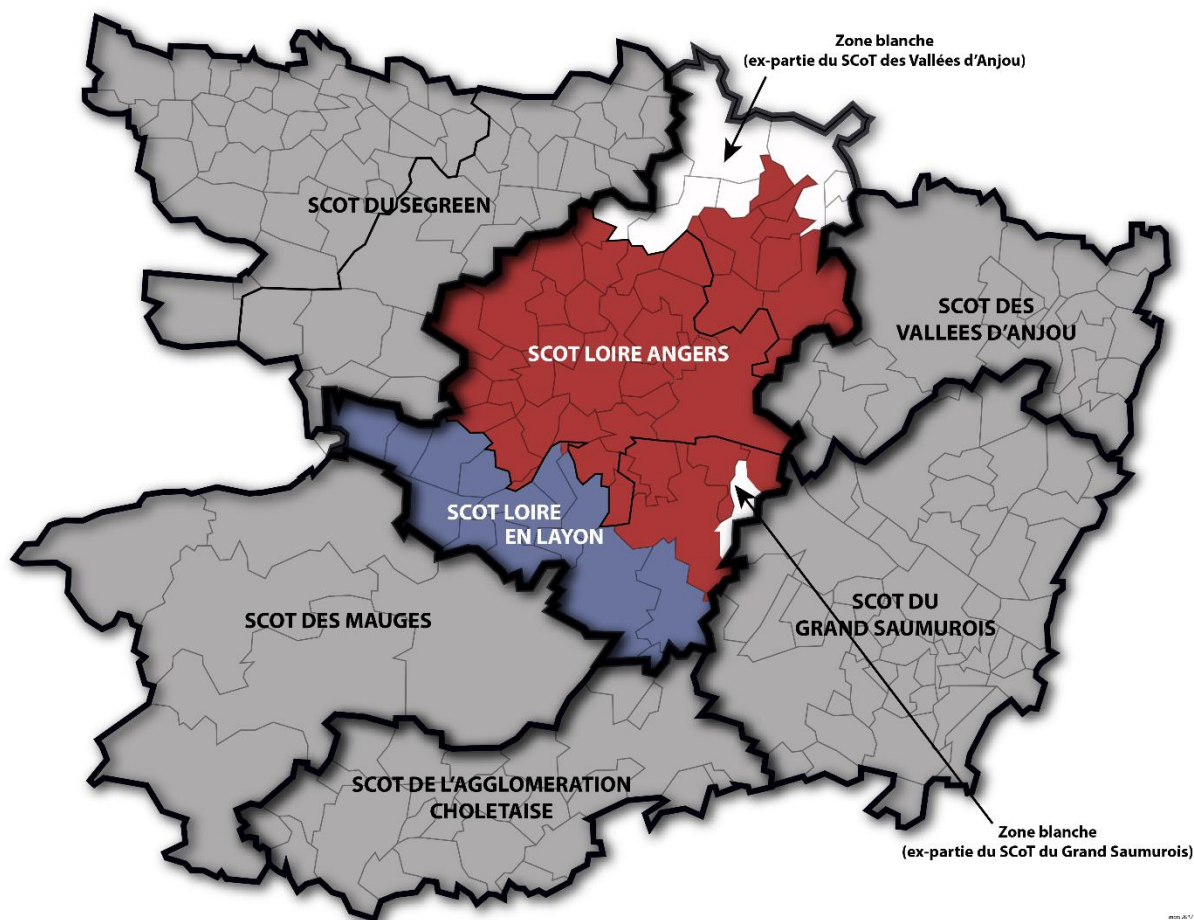 Zone blanche
(ex-partie du SCoT des Vallées d'Anjou)
SCOT DU SEGREEN
SCOT DES
VALLEES D'ANJOU
SCOT LOIRE ANGERS
SCOT LOIRE
EN LAYON
SCOT DU
GRAND SAUMUROIS
SCOT DES MAUGES
SCOT DE L'AGGLOMERATION
CHOLETAISE
Zone blanche
(ex-partie du SCoT du Grand Saumurois)